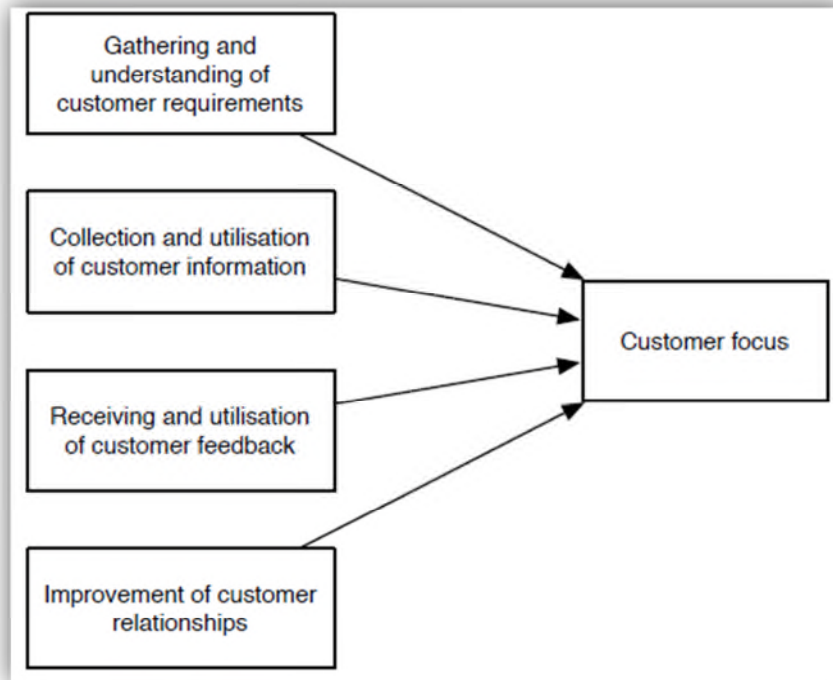 Gathering and
understanding of
customer requirements
Collection and utilisation
of customer information
Customer focus
Receiving and utilisation
of customer feedback
Improvement of customer
relationships